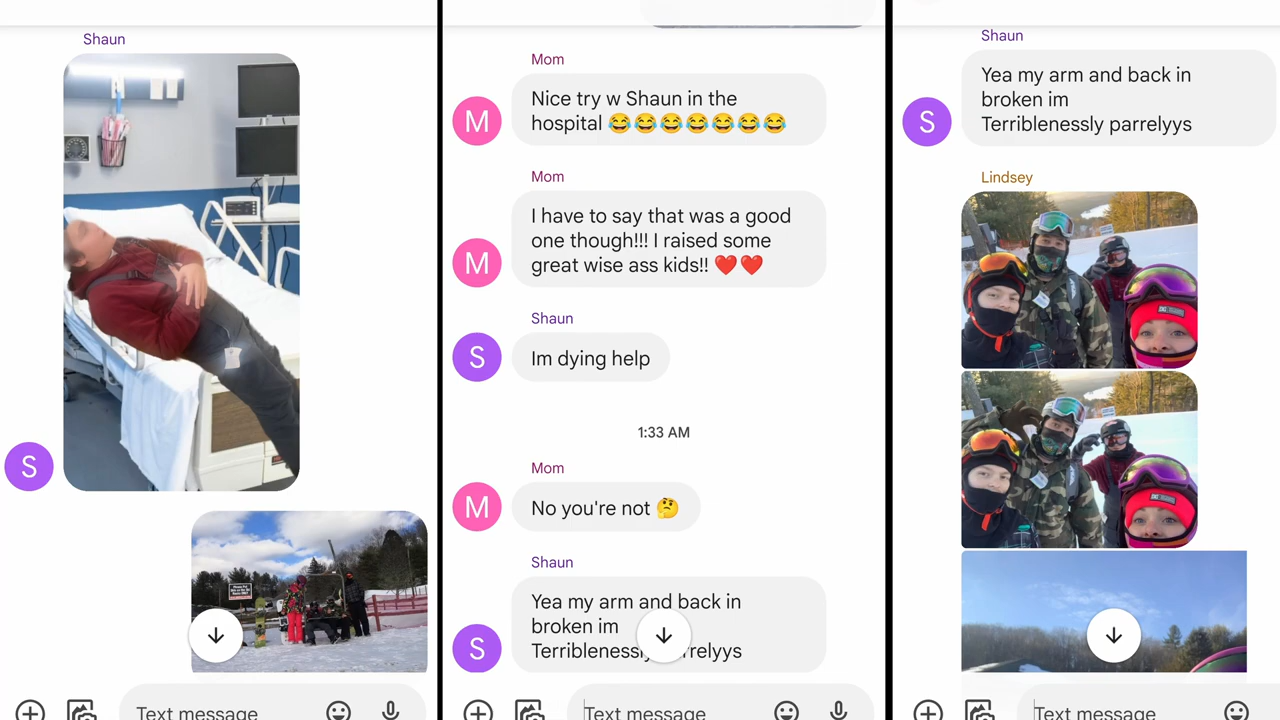 Shaun
S
Text message
Mom
M
Nice try w Shaun in the
hospital 😂😂😂😂😂😂😂
Mom
M
I have to say that was a good
one though!!! I raised some
great wise ass kids!! ❤️❤️
Shaun
S
Im dying help
1:33 AM
Mom
M
No you're not 🤔
Shaun
S
Yea my arm and back in
broken im
Text message
Shaun
S
Yea my arm and back in
broken im
Terriblenessly parrelyys
Lindsey
Text message